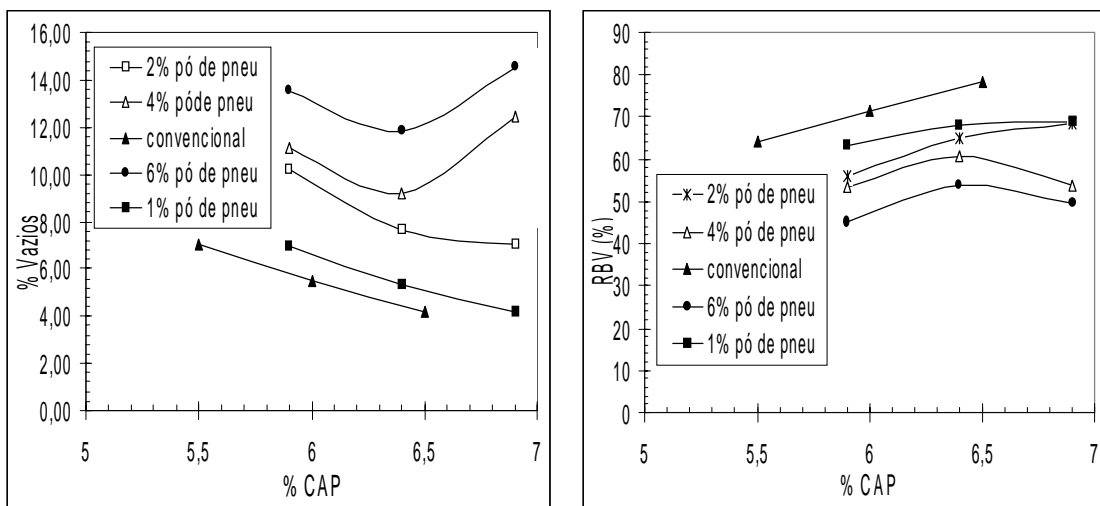 16,00
14,00
12,00
10,00
8,00
6,00
4,00
2,00
0,00
% Vazios
2% pó de pneu
4% póde pneu
convencional
6% pó de pneu
1% pó de pneu
5
5,5
6
6,5
7
% CAP
90
80
70
60
50
40
30
20
10
0
RBV (%)
2% pó de pneu
4% pó de pneu
convencional
6% pó de pneu
1% pó de pneu
5
5,5
6
6,5
7
% CAP